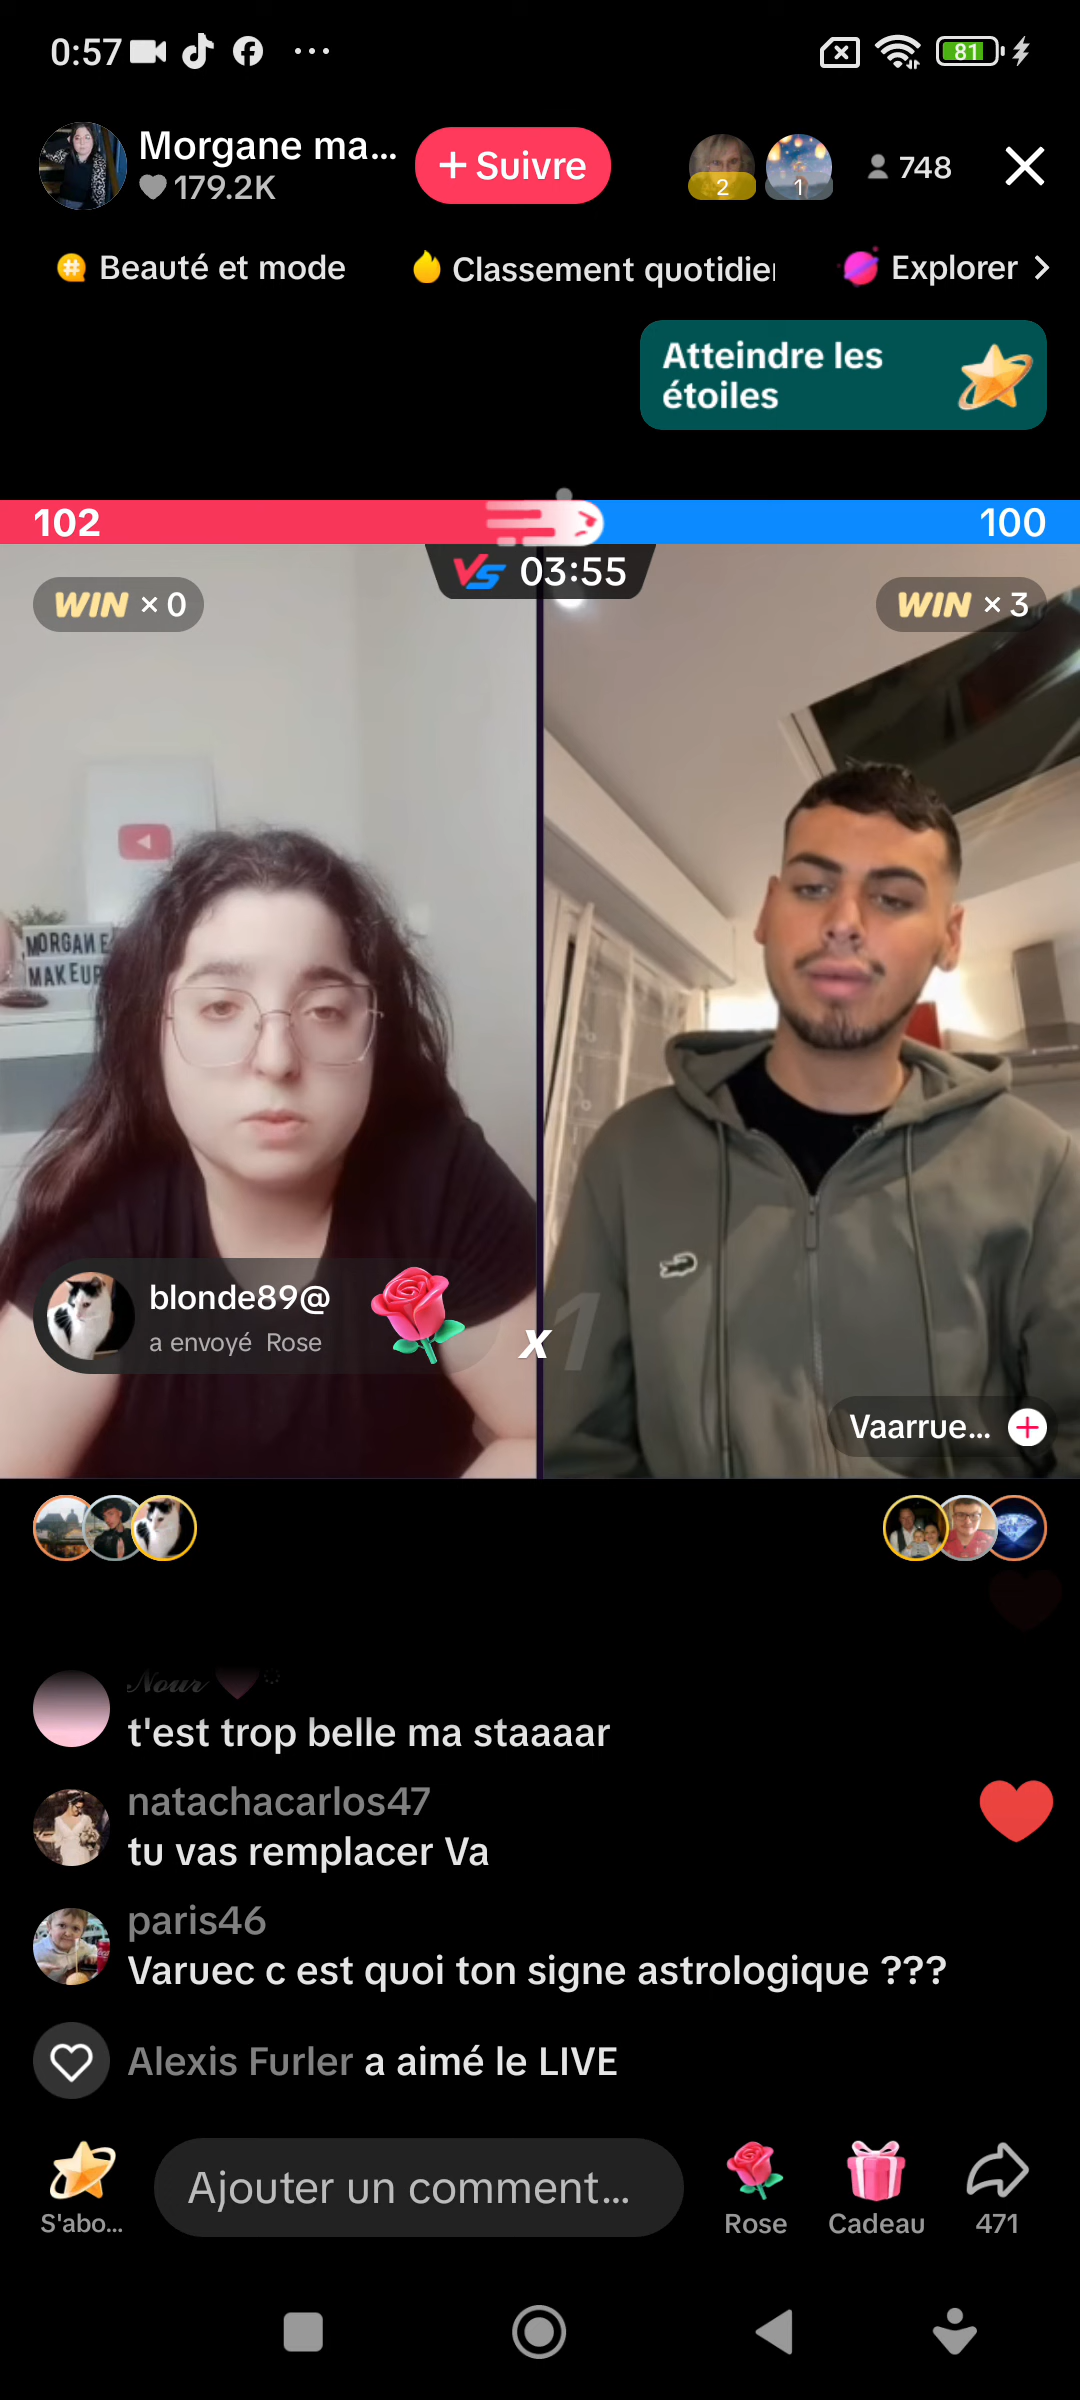 0:57
81
Morgane ma...
179.2K
+ Suivre
2
1
748
Beauté et mode
Classement quotidie
Explorer
Atteindre les
étoiles
102
100
VS 03:55
WIN × 0
WIN × 3
MORGANE
MAKEUP
blonde89@
a envoyé Rose
x 1
Vaarrue...
Nour
t'est trop belle ma staaaar
natachacarlos47
tu vas remplacer Va
paris46
Varuec c est quoi ton signe astrologique ???
Alexis Furler a aimé le LIVE
S'abo...
Ajouter un comment...
Rose
Cadeau
471